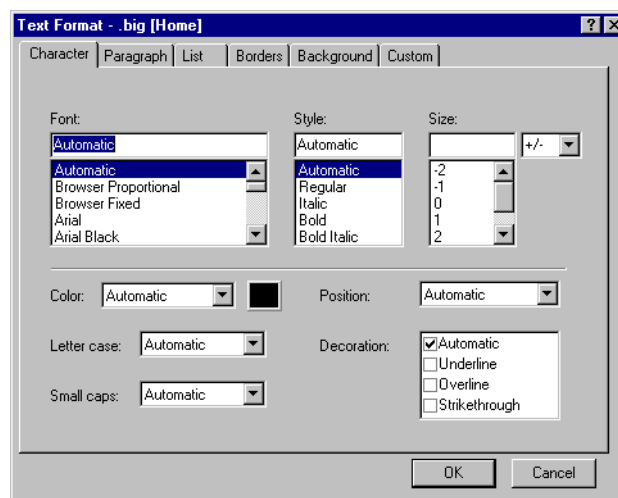 Text Format - .big [Home]
Character Paragraph List Borders Background Custom
Font: Style: Size:
Automatic Automatic +/-
Automatic Automatic -2
Browser Proportional Regular -1
Browser Fixed Italic 0
Arial Bold 1
Arial Black Bold Italic 2
Color: Automatic Position: Automatic
Letter case: Automatic Decoration: Automatic
Underline
Overline
Small caps: Automatic Strikethrough
OK Cancel